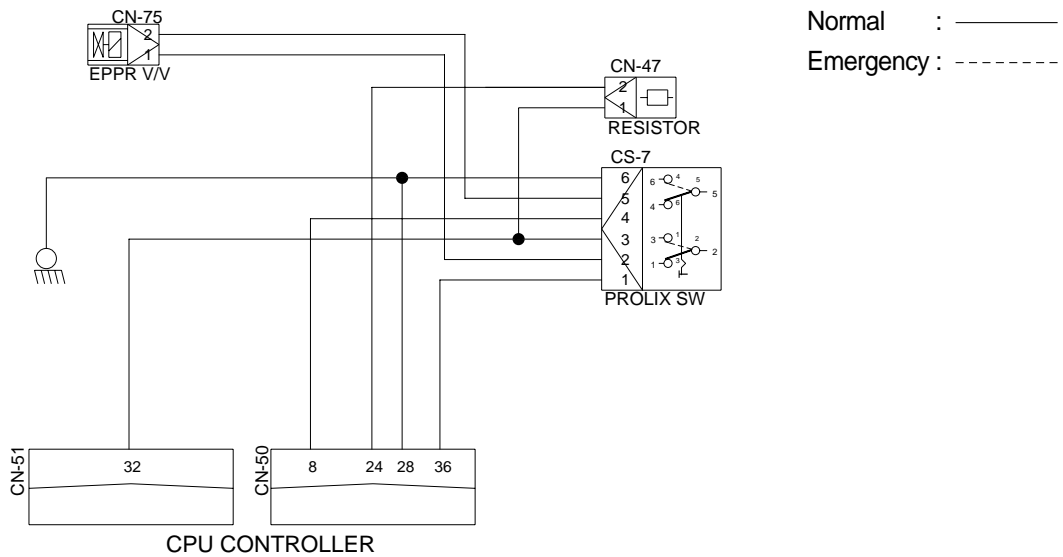 CN-75
2
1
EPPR V/V
Normal :
Emergency :
CN-47
2
1
RESISTOR
CS-7
6
5
4
3
2
1
6 4 5 5
4 6
3 1 2 2
1 3
PROLIX SW
CN-51
32
CN-50
8 24 28 36
CPU CONTROLLER